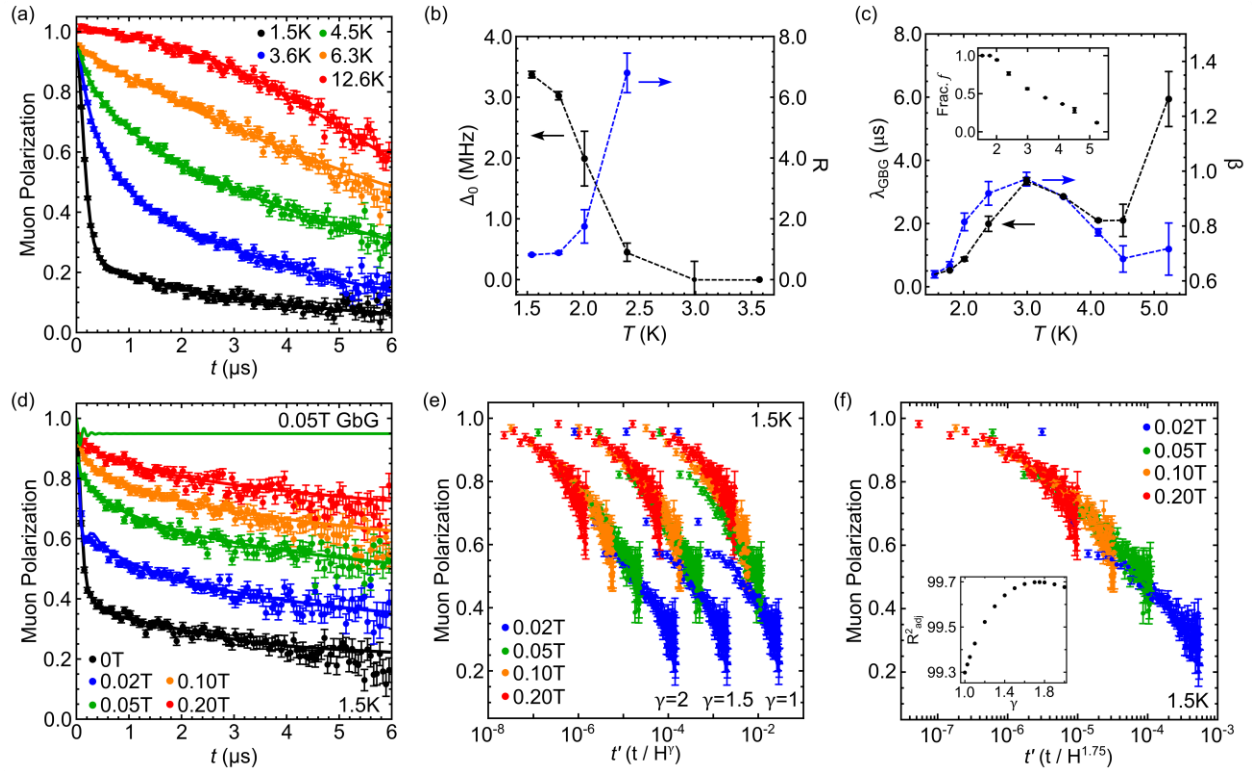 (a)
Muon Polarization
1.0
0.8
0.6
0.4
0.2
0.0
0 1 2 3 4 5 6
t (µs)
1.5K 4.5K
3.6K 6.3K
12.6K
(b)
Δ0 (MHz)
4.0
3.0
2.0
1.0
0.0
8.0
6.0
4.0
2.0
0.0
R
1.5 2.0 2.5 3.0 3.5
T (K)
(c)
λGBG (µs)
8.0
6.0
4.0
2.0
0.0
1.4
1.2
1.0
0.8
0.6
β
2.0 3.0 4.0 5.0
T (K)
Frac. f
1.0
0.5
0.0
2 3 4 5
(d)
Muon Polarization
1.0
0.8
0.6
0.4
0.2
0.0
0 1 2 3 4 5 6
t (µs)
0.05T GbG
0T
0.02T 0.10T
0.05T 0.20T
1.5K
(e)
Muon Polarization
1.0
0.8
0.6
0.4
0.2
10-8 10-6 10-4 10-2
t′ (t / Hγ)
1.5K
0.02T
0.05T
0.10T
0.20T
γ=2 γ=1.5 γ=1
(f)
Muon Polarization
1.0
0.8
0.6
0.4
0.2
10-7 10-6 10-5 10-4 10-3
t′ (t / H1.75)
0.02T
0.05T
0.10T
0.20T
R2adj
99.7
99.5
99.3
1.0 1.4 1.8
γ
1.5K